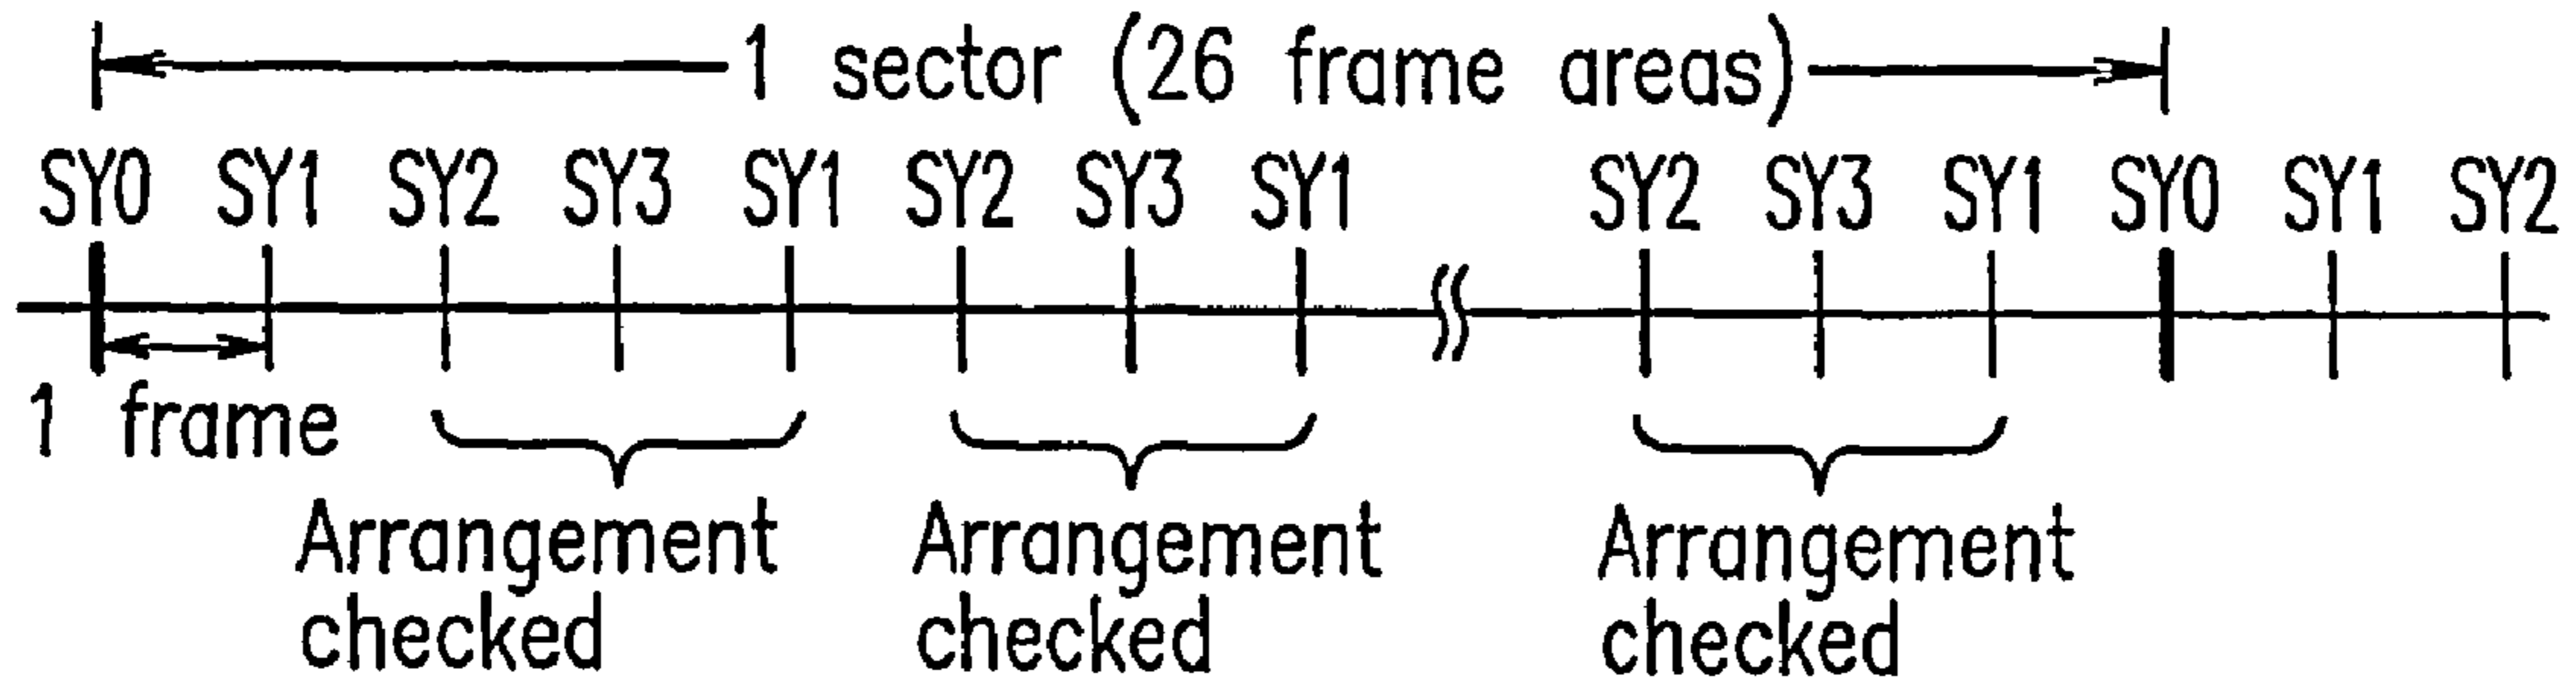 1 sector (26 frame areas)
SY0 SY1 SY2 SY3 SY1 SY2 SY3 SY1 SY2 SY3 SY1 SY0 SY1 SY2
1 frame
Arrangement checked
Arrangement checked
Arrangement checked